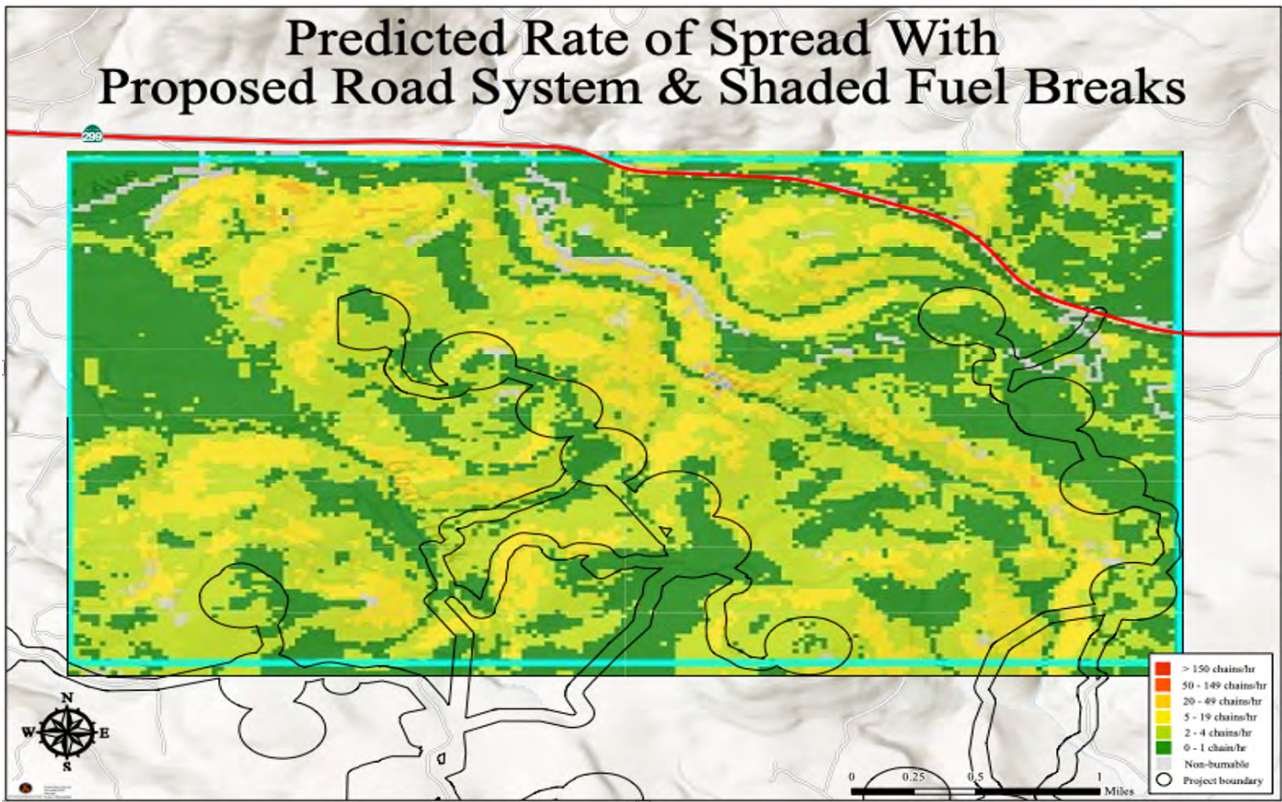 Predicted Rate of Spread With
Proposed Road System & Shaded Fuel Breaks
299
Ave
> 150 chains/hr
50 - 149 chains/hr
20 - 49 chains/hr
5 - 19 chains/hr
2 - 4 chains/hr
0 - 1 chain/hr
Non-burnable
Project boundary
N
W E
S
0 0.25 0.5 1
Miles